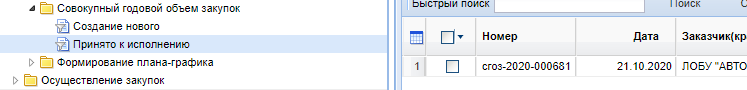 Совокупный годовой объем закупок
Создание нового
Принято к исполнению
Формирование плана-графика
Осуществление закупок
Быстрый поиск Поиск
Номер Дата Заказчик(кр
1 сгоз-2020-000681 21.10.2020 ЛОБУ "АВТО